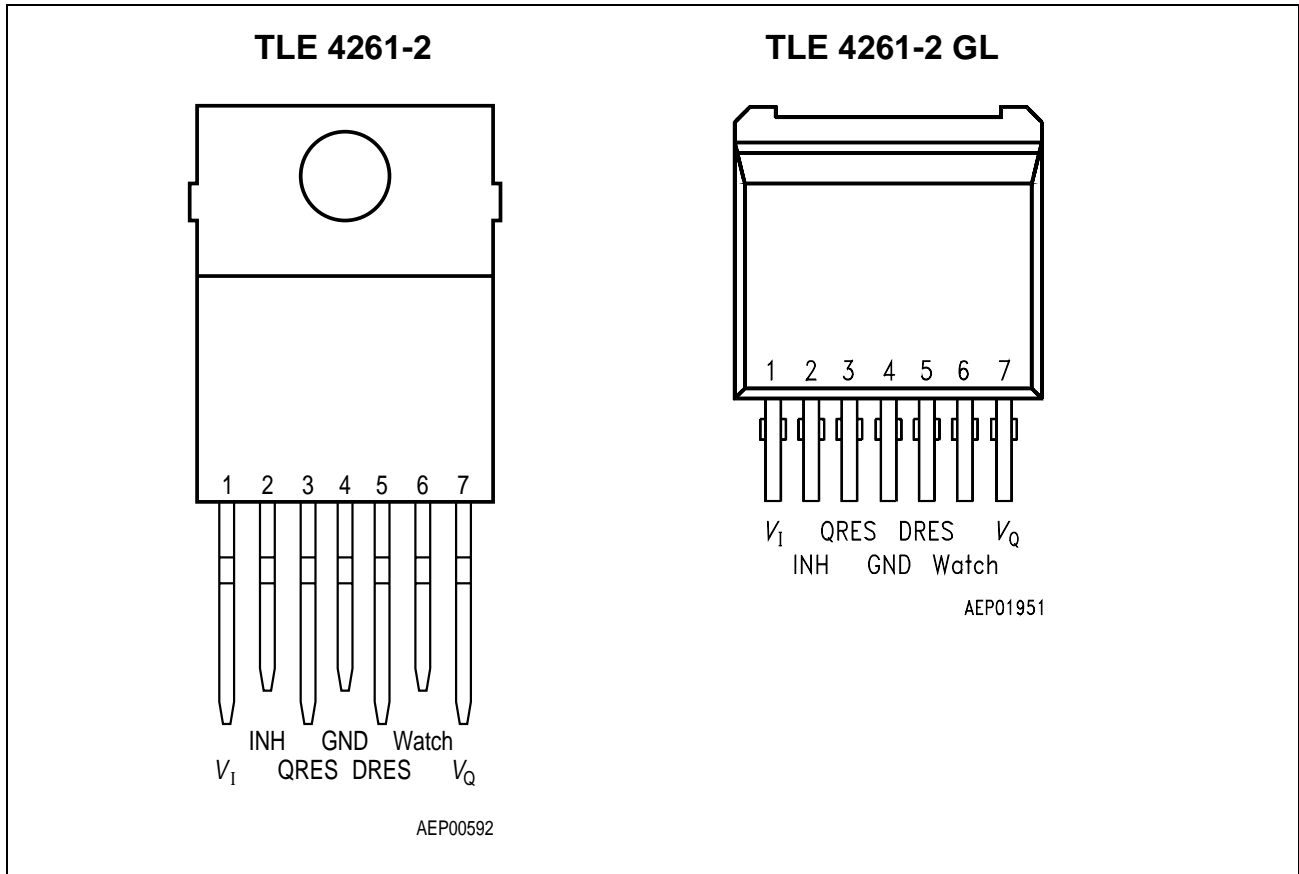 TLE 4261-2
1 2 3 4 5 6 7
INH GND Watch
VI QRES DRES VQ
AEP00592
TLE 4261-2 GL
1 2 3 4 5 6 7
VI QRES DRES VQ
INH GND Watch
AEP01951